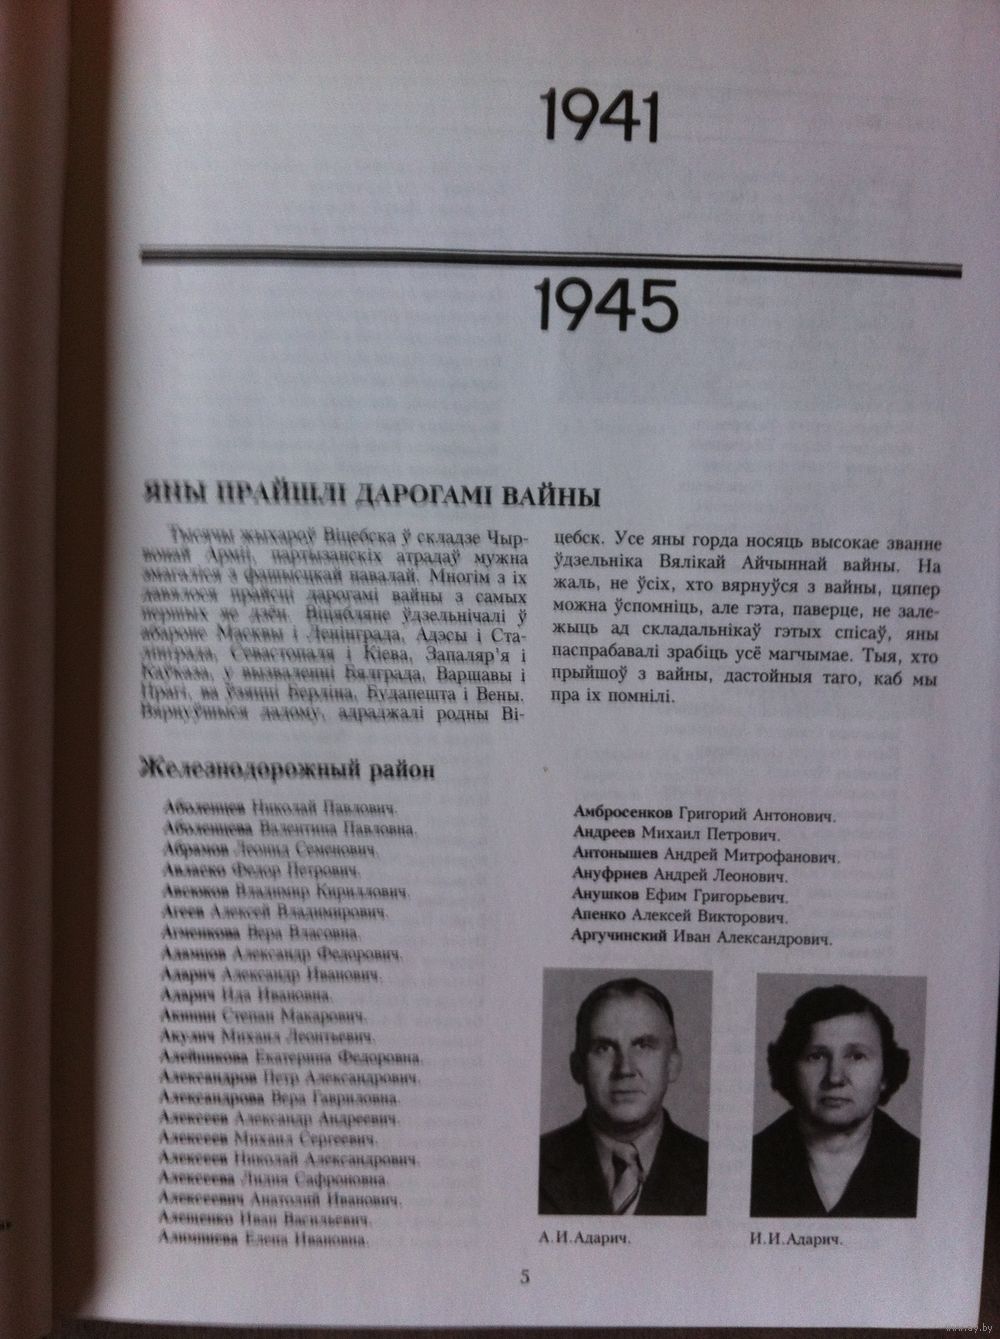 1941
1945
ЯНЫ ПРАЙШЛІ ДАРОГАМІ ВАЙНЫ
Тысячы жыхароў Віцебска ў складзе Чыр-
вонай Арміі, партызанскіх атрадаў мужна
змагаліся з фашысцкай навалай. Многім з іх
давялося прайсці дарогамі вайны з самых
першых яе дзён. Віцябляне ўдзельнічалі ў
абароне Масквы і Ленінграда, Адэсы і Ста-
лінграда, Севастопаля і Кіева, Запаляр'я і
Каўказа, у вызваленні Бялграда, Варшавы і
Прагі, ва ўзяцці Берліна, Будапешта і Вены.
Вярнуўшыся дадому, адраджалі родны Ві-
цебск. Усе яны горда носяць высокае званне
ўдзельніка Вялікай Айчыннай вайны. На
жаль, не ўсіх, хто вярнуўся з вайны, цяпер
можна ўспомніць, але гэта, паверце, не зале-
жыць ад складальнікаў гэтых спісаў, яны
паспрабавалі зрабіць усё магчымае. Тыя, хто
прыйшоў з вайны, дастойныя таго, каб мы
пра іх помнілі.
Железнодорожный район
Аболенцев Николай Павлович.
Аболенцева Валентина Павловна.
Абрамов Леонид Семенович.
Авласко Федор Петрович.
Авсюков Владимир Кириллович.
Агеев Алексей Владимирович.
Агменкова Вера Власовна.
Адамцов Александр Федорович.
Адарич Александр Иванович.
Адарич Ида Ивановна.
Акинин Степан Макарович.
Акулич Михаил Леонтьевич.
Алейникова Екатерина Федоровна.
Александров Петр Александрович.
Александрова Вера Гавриловна.
Алексеев Александр Андреевич.
Алексеев Михаил Сергеевич.
Алексеев Николай Александрович.
Алексеева Лидия Сафроновна.
Алексеевич Анатолий Иванович.
Алещенко Иван Васильевич.
Алимпиева Елена Ивановна.
Амбросенков Григорий Антонович.
Андреев Михаил Петрович.
Антонышев Андрей Митрофанович.
Ануфриев Андрей Леонович.
Анушков Ефим Григорьевич.
Апенко Алексей Викторович.
Аргучинский Иван Александрович.
А.И.Адарич.
И.И.Адарич.
5
www.ay.by